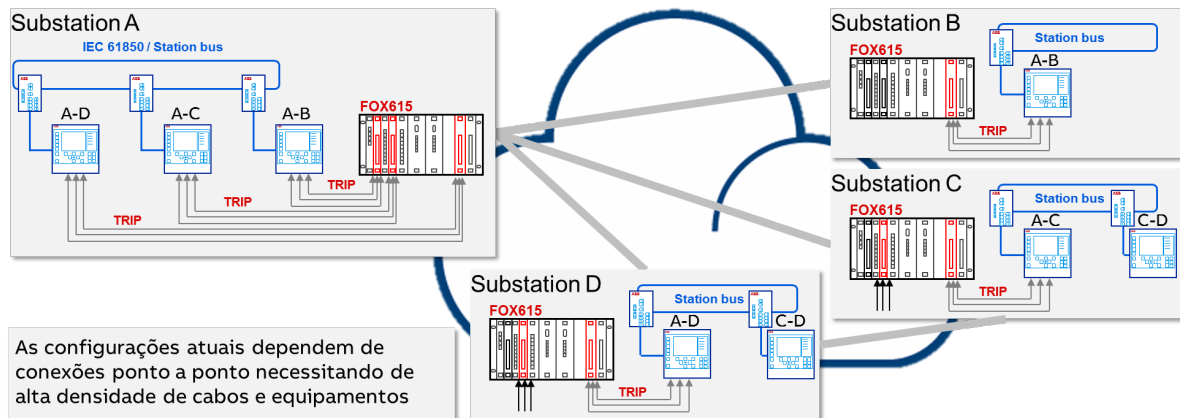 Substation A
IEC 61850 / Station bus
A-D
A-C
A-B
FOX615
TRIP
TRIP
TRIP
Substation B
Station bus
FOX615
A-B
TRIP
Substation C
Station bus
FOX615
A-C
C-D
TRIP
Substation D
Station bus
FOX615
A-D
C-D
TRIP
As configurações atuais dependem de
conexões ponto a ponto necessitando de
alta densidade de cabos e equipamentos